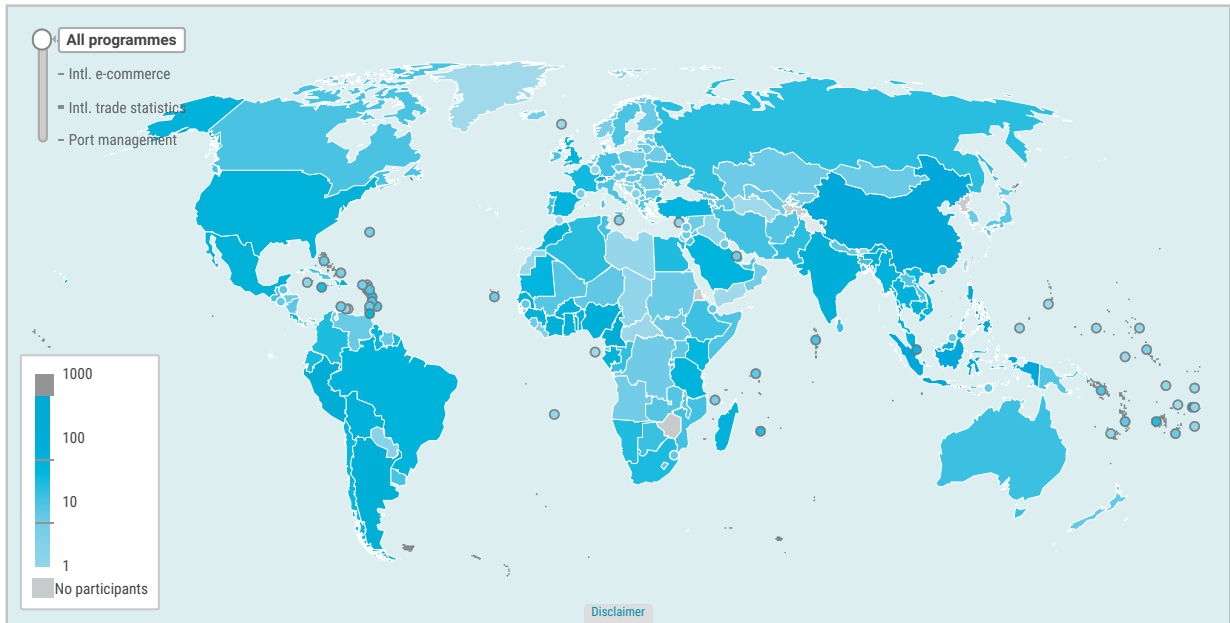 All programmes
Intl. e-commerce
Intl. trade statistics
Port management
1000
100
10
1
No participants
Disclaimer